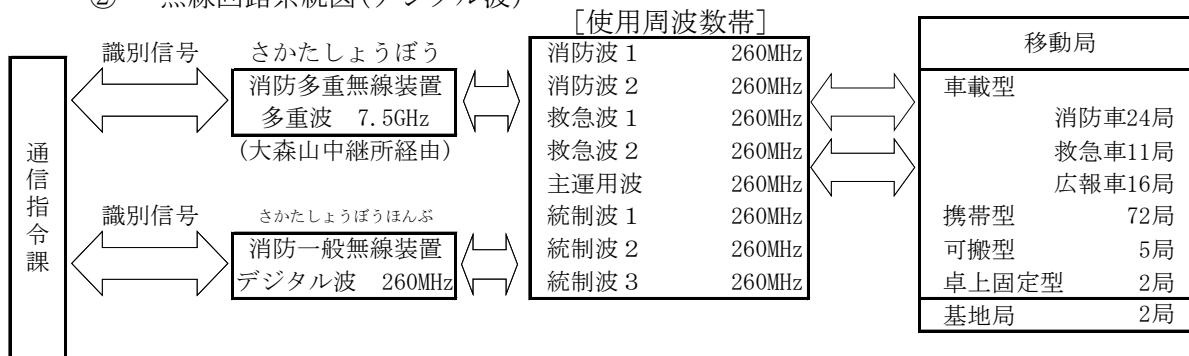 ② 無線回路系統図(デジタル波)
[使用周波数帯]
通信指令課
識別信号
さかたしょうぼう
消防多重無線装置
多重波 7.5GHz
(大森山中継所経由)
識別信号
さかたしょうぼうほんぶ
消防一般無線装置
デジタル波 260MHz
消防波1 260MHz
消防波2 260MHz
救急波1 260MHz
救急波2 260MHz
主運用波 260MHz
統制波1 260MHz
統制波2 260MHz
統制波3 260MHz
移動局
車載型
消防車24局
救急車11局
広報車16局
携帯型 72局
可搬型 5局
卓上固定型 2局
基地局 2局